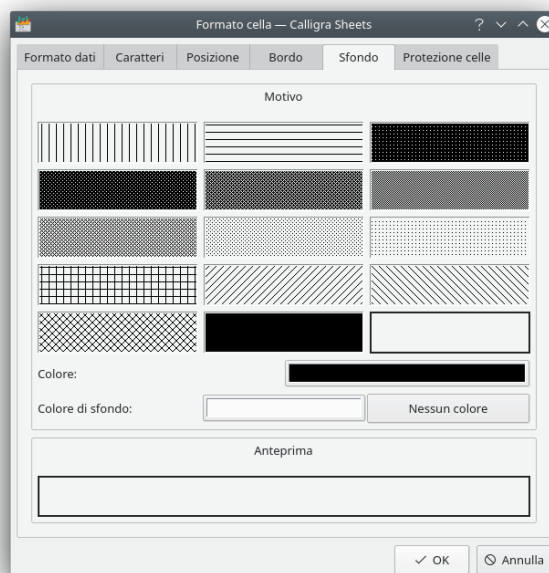 Formato cella — Calligra Sheets
Formato dati Caratteri Posizione Bordo Sfondo Protezione celle
Motivo
Colore:
Colore di sfondo: Nessun colore
Anteprima
OK Annulla